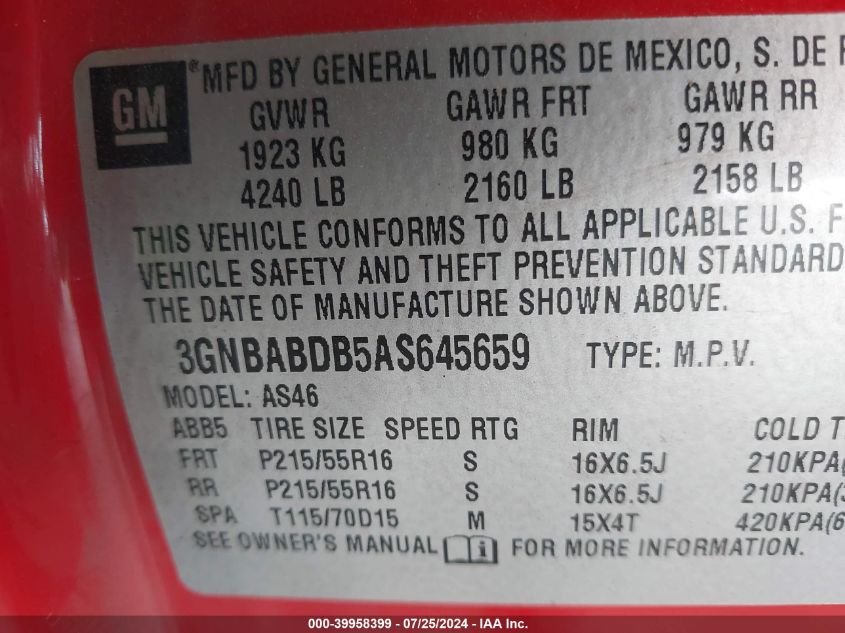 GM
®MFD BY GENERAL MOTORS DE MEXICO, S. DE
GVWR GAWR FRT GAWR RR
1923 KG 980 KG 979 KG
4240 LB 2160 LB 2158 LB
THIS VEHICLE CONFORMS TO ALL APPLICABLE U.S. F
VEHICLE SAFETY AND THEFT PREVENTION STANDARD
THE DATE OF MANUFACTURE SHOWN ABOVE.
3GNBABDB5AS645659 TYPE: M.P.V.
MODEL: AS46
ABB5 TIRE SIZE SPEED RTG RIM COLD T
FRT P215/55R16 S 16X6.5J 210KPA(
RR P215/55R16 S 16X6.5J 210KPA(3
SPA T115/70D15 M 15X4T 420KPA(6
SEE OWNER'S MANUAL i FOR MORE INFORMATION.
000-39958399 - 07/25/2024 - IAA Inc.